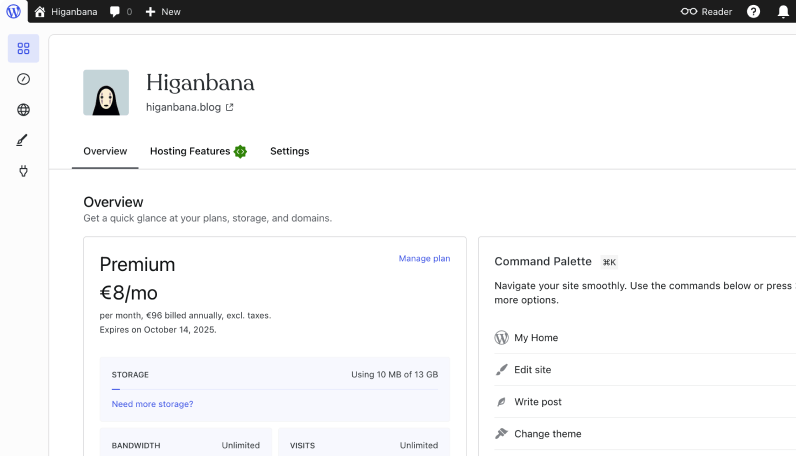 Higanbana 0 New Reader
Higanbana
higanbana.blog
Overview Hosting Features Settings
Overview
Get a quick glance at your plans, storage, and domains.
Premium Manage plan
€8/mo
per month, €96 billed annually, excl. taxes.
Expires on October 14, 2025.
STORAGE Using 10 MB of 13 GB
Need more storage?
BANDWIDTH Unlimited
VISITS Unlimited
Command Palette ⌘K
Navigate your site smoothly. Use the commands below or press
more options.
My Home
Edit site
Write post
Change theme